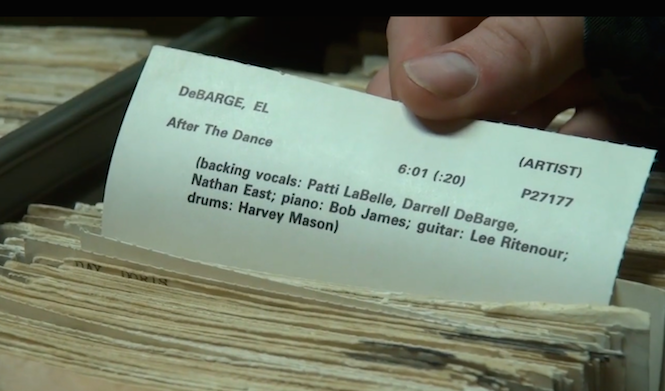 DeBARGE, EL
(ARTIST)
After The Dance 6:01 (:20) P27177
(backing vocals: Patti LaBelle, Darrell DeBarge,
Nathan East; piano: Bob James; guitar: Lee Ritenour;
drums: Harvey Mason)